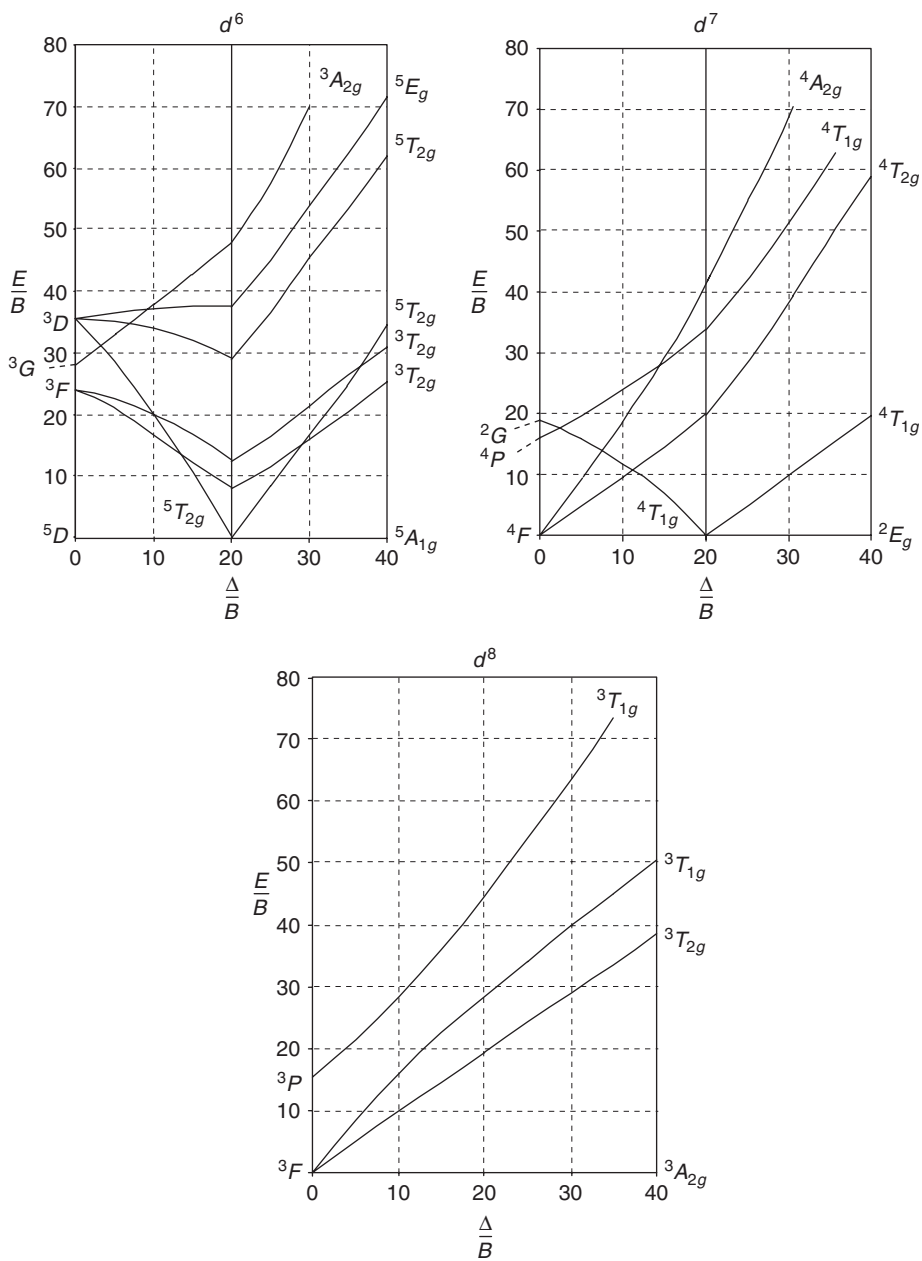 d⁶
80
70
60
50
E/B
40
³D
30
³G
³F
20
10
⁵D
0
10
20
30
40
Δ/B
³A₂g
⁵Eg
⁵T₂g
⁵T₂g
³T₂g
³T₂g
⁵T₂g
⁵A₁g
d⁷
80
70
60
50
E/B
40
30
20
²G
⁴P
10
⁴F
0
10
20
30
40
Δ/B
⁴A₂g
⁴T₁g
⁴T₂g
⁴T₁g
⁴T₁g
²Eg
d⁸
80
70
60
50
E/B
40
30
20
³P
10
³F
0
10
20
30
40
Δ/B
³T₁g
³T₁g
³T₂g
³A₂g